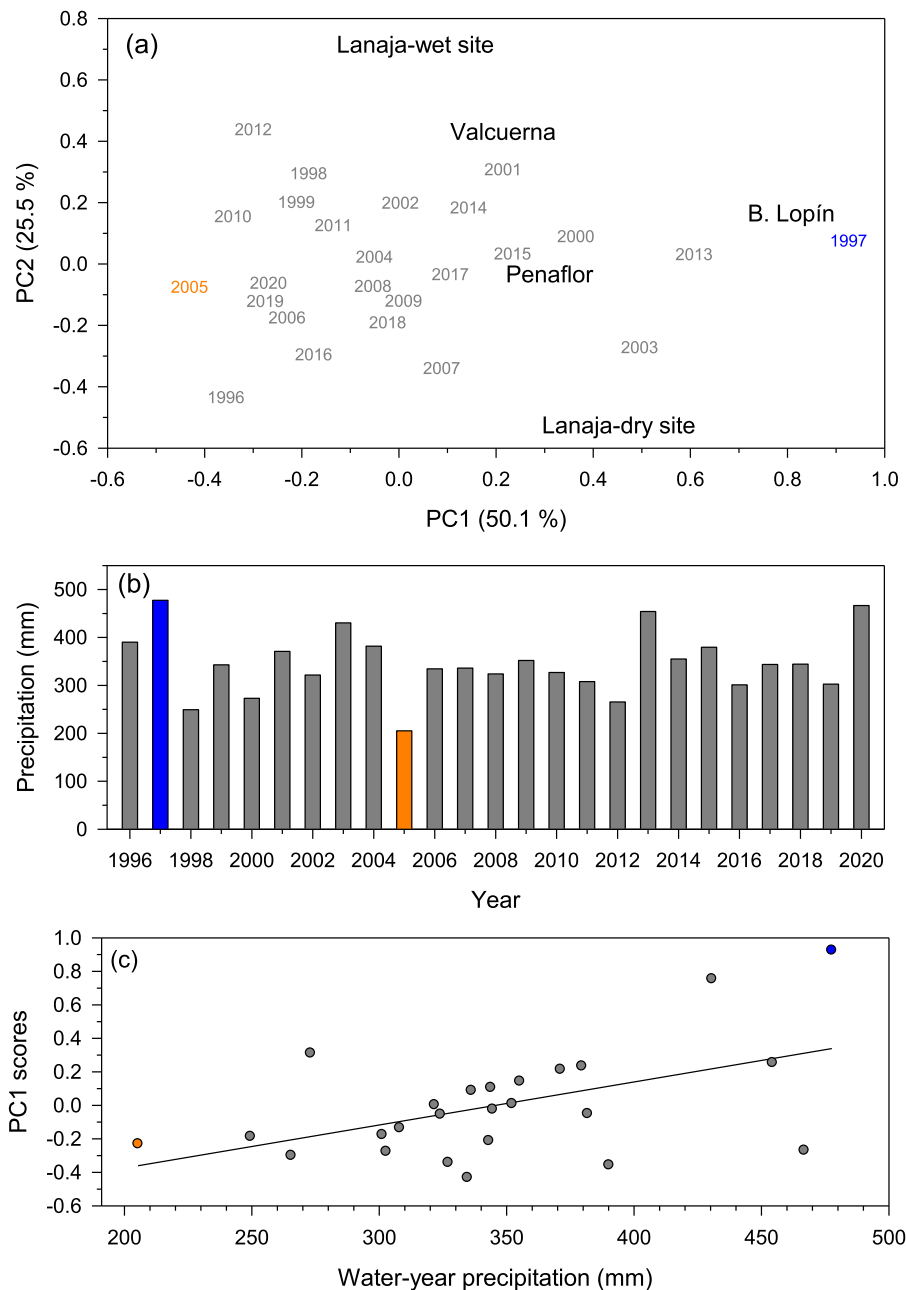 (a)
Lanaja-wet site
0.8
0.6
0.4
0.2
0.0
-0.2
-0.4
-0.6
PC2 (25.5 %)
2012
Valcuerna
1998
2001
1999
2002
2014
B. Lopín
2010
2011
1997
2000
2004
2015
2013
2005
2020
2008
2017
Penaflor
2019
2009
2006
2018
2016
2003
2007
1996
Lanaja-dry site
-0.6 -0.4 -0.2 0.0 0.2 0.4 0.6 0.8 1.0
PC1 (50.1 %)
(b)
500
400
300
200
100
0
Precipitation (mm)
1996 1998 2000 2002 2004 2006 2008 2010 2012 2014 2016 2018 2020
Year
(c)
1.0
0.8
0.6
0.4
0.2
0.0
-0.2
-0.4
-0.6
PC1 scores
200 300 400 500
Water-year precipitation (mm)